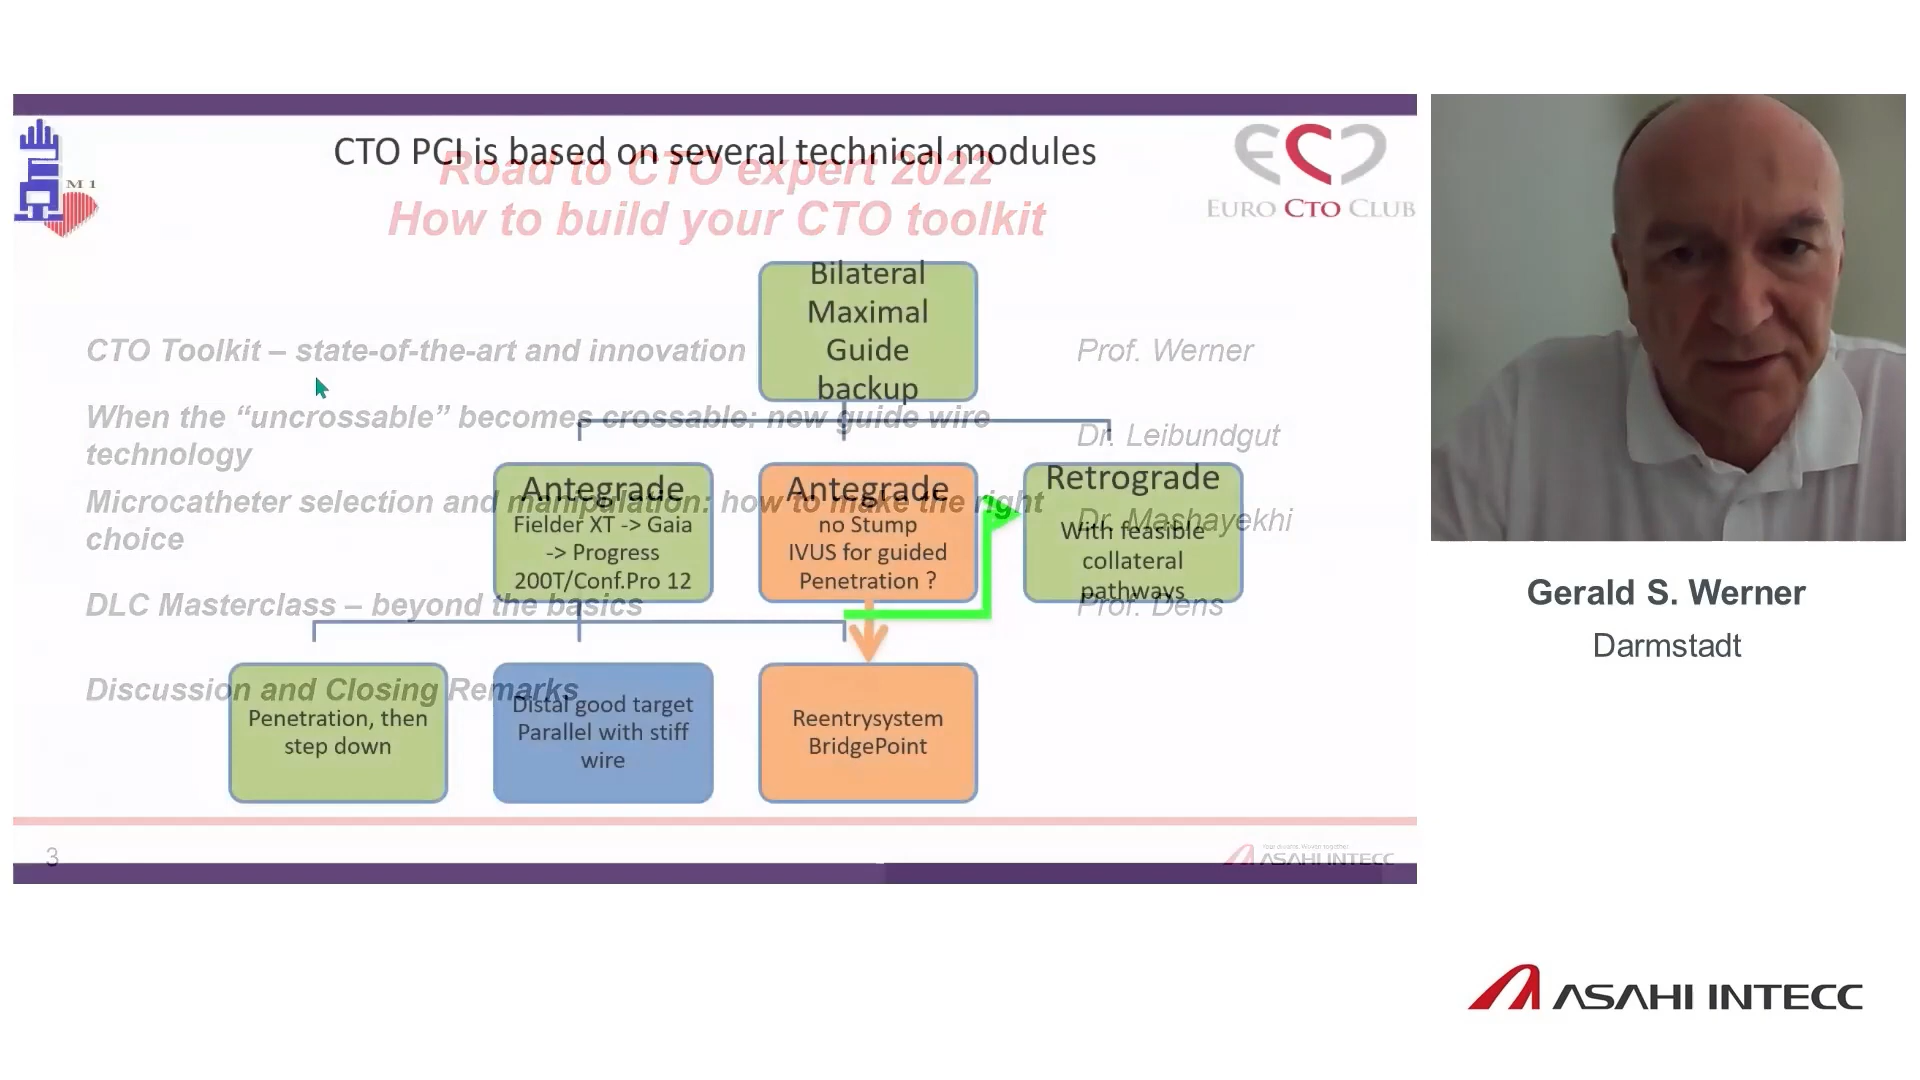 CTO PCI is based on several technical modules
Road to CTO expert 2022
How to build your CTO toolkit
M 1
EURO CTO CLUB
Bilateral
Maximal
Guide
backup
CTO Toolkit – state-of-the-art and innovation
Prof. Werner
When the “uncrossable” becomes crossable: new guide wire
technology
Dr. Leibundgut
Microcatheter selection and manipulation: how to make the right
choice
Dr. Mashayekhi
DLC Masterclass – beyond the basics
Prof. Dens
Discussion and Closing Remarks
Antegrade
Fielder XT -> Gaia
-> Progress
200T/Conf.Pro 12
Antegrade
no Stump
IVUS for guided
Penetration ?
Retrograde
With feasible
collateral
pathways
Penetration, then
step down
Distal good target
Parallel with stiff
wire
Reentrysystem
BridgePoint
3
ASAHI INTECC
Gerald S. Werner
Darmstadt
ASAHI INTECC